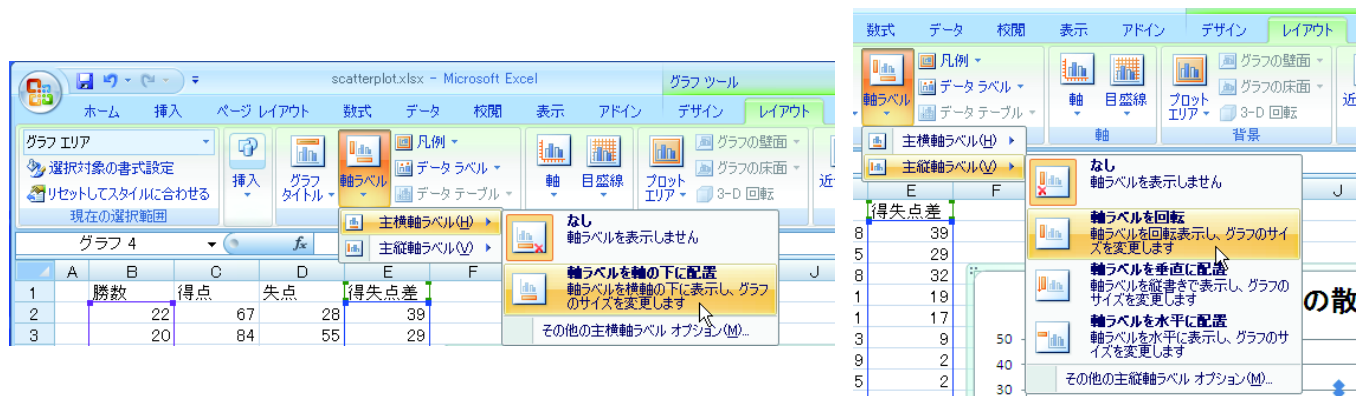 scatterplot.xlsx - Microsoft Excel
グラフ ツール
ホーム 挿入 ページ レイアウト 数式 データ 校閲 表示 アドイン デザイン レイアウト
グラフ エリア
選択対象の書式設定
リセットしてスタイルに合わせる
現在の選択範囲
挿入
グラフ
タイトル
軸ラベル
凡例
データ ラベル
データ テーブル
軸
目盛線
プロット
エリア
グラフの壁面
グラフの床面
3-D 回転
近
主横軸ラベル(H)
主縦軸ラベル(V)
なし
軸ラベルを表示しません
軸ラベルを軸の下に配置
軸ラベルを横軸の下に表示し、グラフ
のサイズを変更します
その他の主横軸ラベル オプション(M)...
グラフ 4
fx
A B C D E F J
1 勝数 得点 失点 得失点差
2 22 67 28 39
3 20 84 55 29
数式 データ 校閲 表示 アドイン デザイン レイアウト
軸ラベル
凡例
データ ラベル
データ テーブル
軸
目盛線
プロット
エリア
グラフの壁面
グラフの床面
3-D 回転
近
軸
背景
主横軸ラベル(H)
主縦軸ラベル(V)
なし
軸ラベルを表示しません
軸ラベルを回転
軸ラベルを回転表示し、グラフのサイ
ズを変更します
軸ラベルを垂直に配置
軸ラベルを縦書きで表示し、グラフの
サイズを変更します
軸ラベルを水平に配置
軸ラベルを水平に表示し、グラフのサ
イズを変更します
その他の主縦軸ラベル オプション(M)...
E F J
得失点差
8 39
5 29
8 32
1 19
1 17
3 9
9 2
5 2
の散
50
40
30